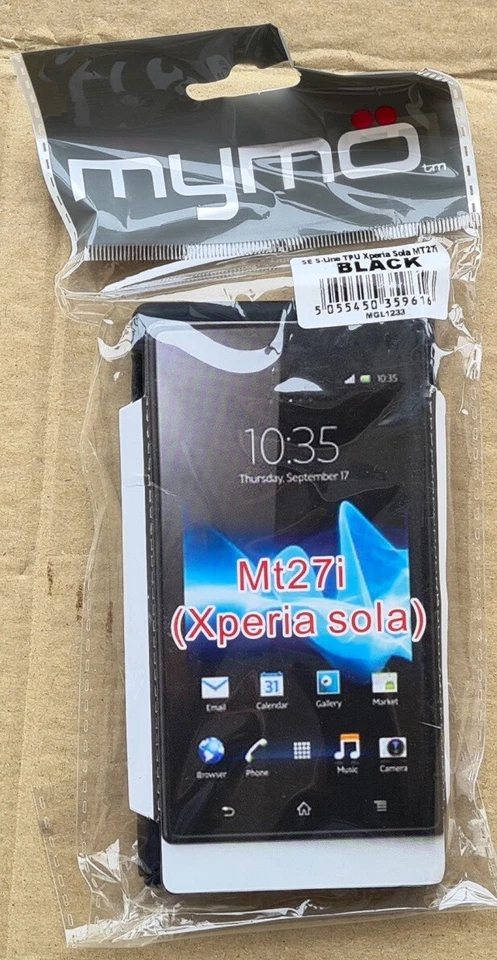 mymö tm
SE S-Line TPU Xperia Sola MT27i
BLACK
5 055450 359616
MGL1233
10:35
10:35
Thursday, September 17
Mt27i
(Xperia sola)
Email 31 Calendar Gallery Market
Browser Phone Music Camera